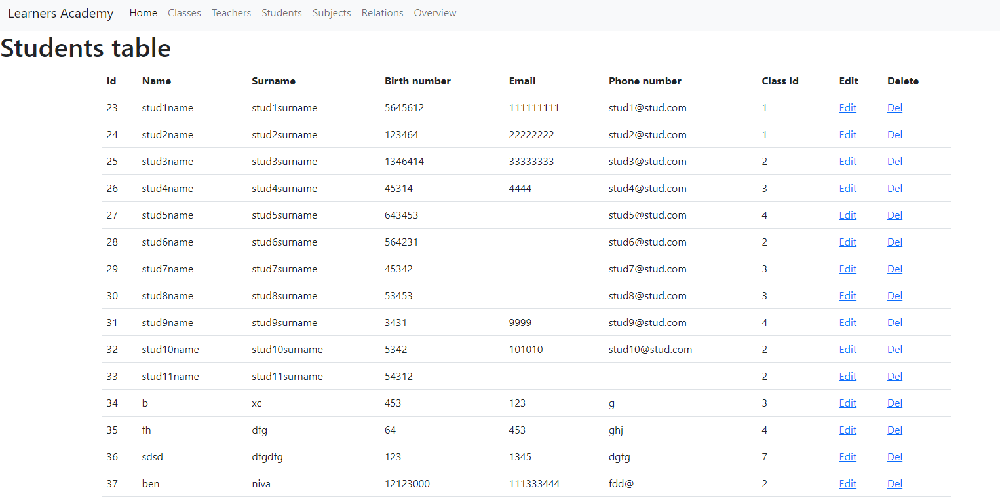 Learners Academy Home Classes Teachers Students Subjects Relations Overview
Students table
Id Name Surname Birth number Email Phone number Class Id Edit Delete
23 stud1name stud1surname 5645612 111111111 stud1@stud.com 1 Edit Del
24 stud2name stud2surname 123464 22222222 stud2@stud.com 1 Edit Del
25 stud3name stud3surname 1346414 33333333 stud3@stud.com 2 Edit Del
26 stud4name stud4surname 45314 4444 stud4@stud.com 3 Edit Del
27 stud5name stud5surname 643453 stud5@stud.com 4 Edit Del
28 stud6name stud6surname 564231 stud6@stud.com 2 Edit Del
29 stud7name stud7surname 45342 stud7@stud.com 3 Edit Del
30 stud8name stud8surname 53453 stud8@stud.com 3 Edit Del
31 stud9name stud9surname 3431 9999 stud9@stud.com 4 Edit Del
32 stud10name stud10surname 5342 101010 stud10@stud.com 2 Edit Del
33 stud11name stud11surname 54312 2 Edit Del
34 b xc 453 123 g 3 Edit Del
35 fh dfg 64 453 ghj 4 Edit Del
36 sdsd dfgdfg 123 1345 dgfg 7 Edit Del
37 ben niva 12123000 111333444 fdd@ 2 Edit Del